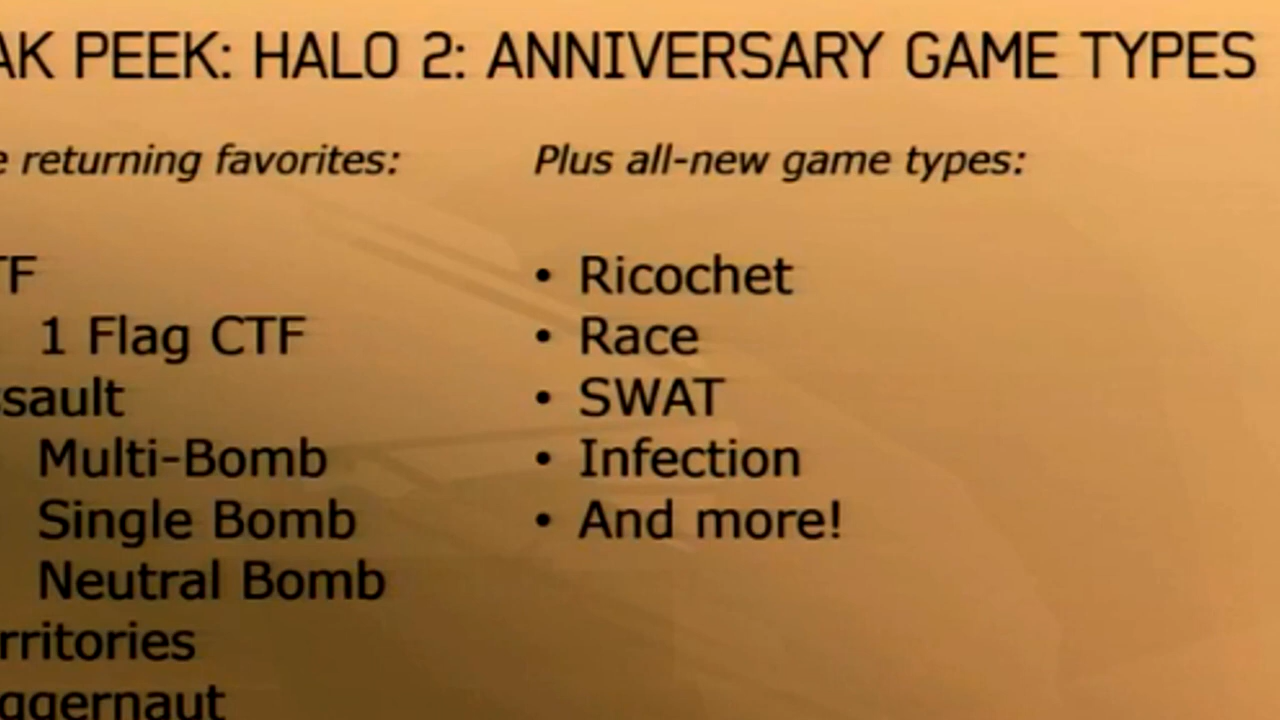 AK PEEK: HALO 2: ANNIVERSARY GAME TYPES
e returning favorites:
TF
1 Flag CTF
ssault
Multi-Bomb
Single Bomb
Neutral Bomb
rritories
ggernaut
Plus all-new game types:
• Ricochet
• Race
• SWAT
• Infection
• And more!